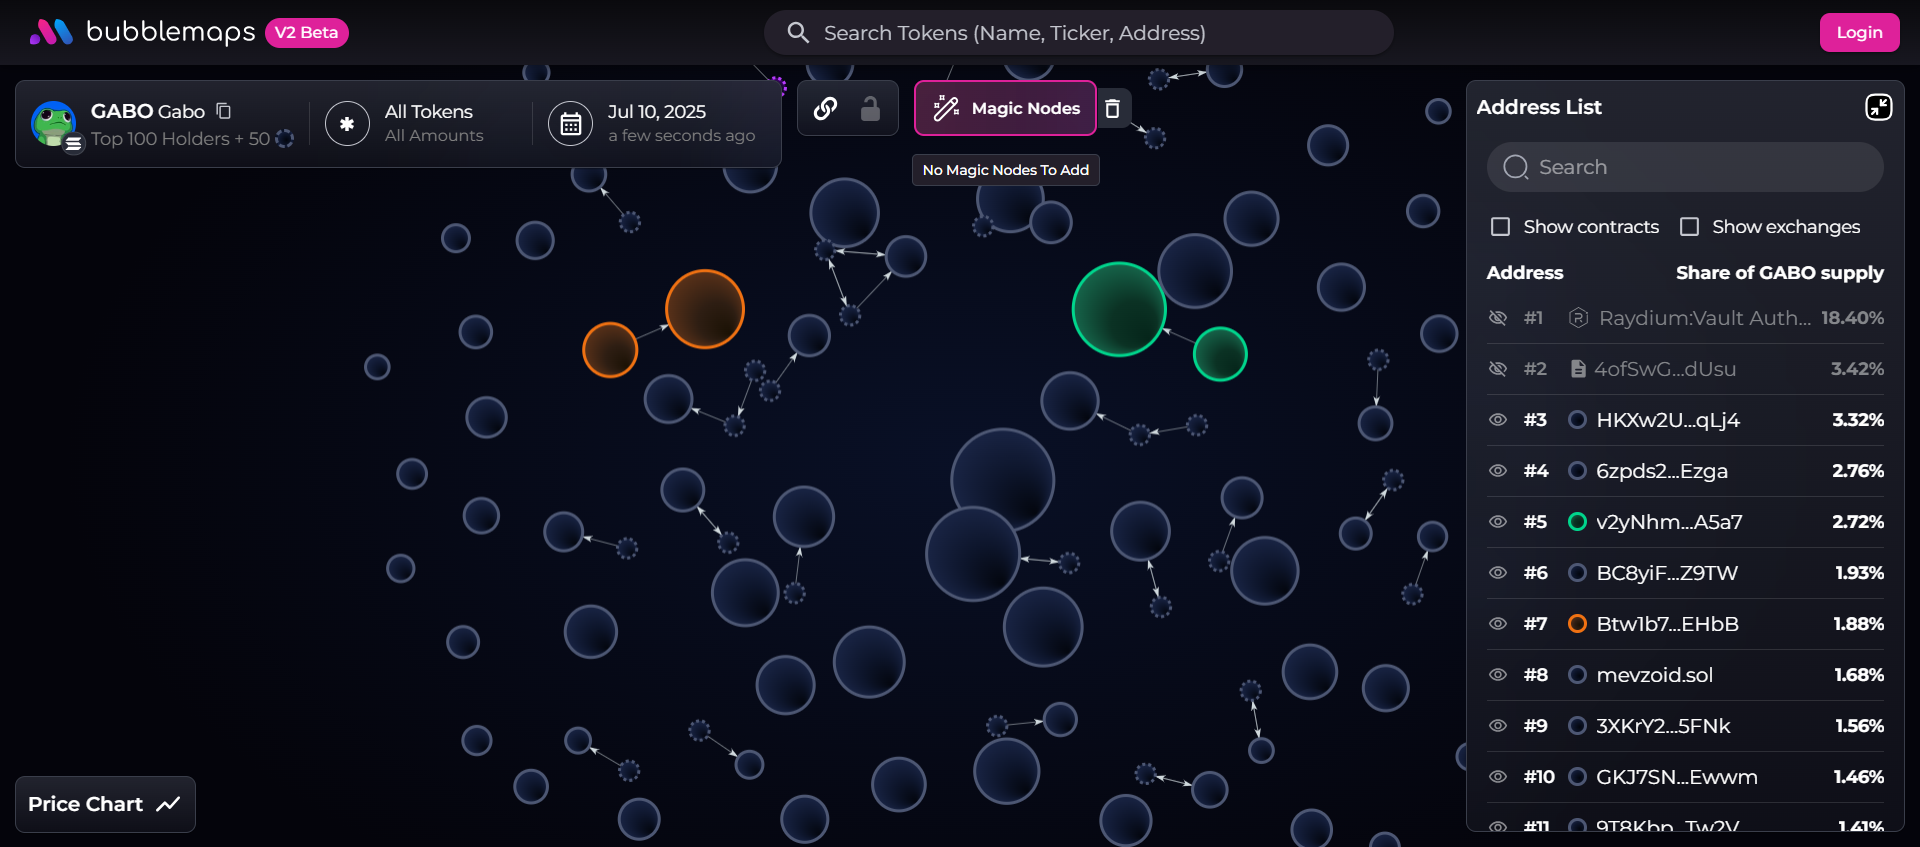 bubblemaps V2 Beta
Search Tokens (Name, Ticker, Address)
Login
GABO Gabo
Top 100 Holders + 50
All Tokens
All Amounts
Jul 10, 2025
a few seconds ago
Magic Nodes
No Magic Nodes To Add
Address List
Search
Show contracts Show exchanges
Address Share of GABO supply
#1 Raydium:Vault Auth... 18.40%
#2 4ofSwG...dUsu 3.42%
#3 HKXw2U...qLj4 3.32%
#4 6zpds2...Ezga 2.76%
#5 v2yNhm...A5a7 2.72%
#6 BC8yiF...Z9TW 1.93%
#7 Btw1b7...EHbB 1.88%
#8 mevzoid.sol 1.68%
#9 3XKrY2...5FNk 1.56%
#10 GKJ7SN...Ewwm 1.46%
#11 9T8Kbn...Tw2V 1.41%
Price Chart